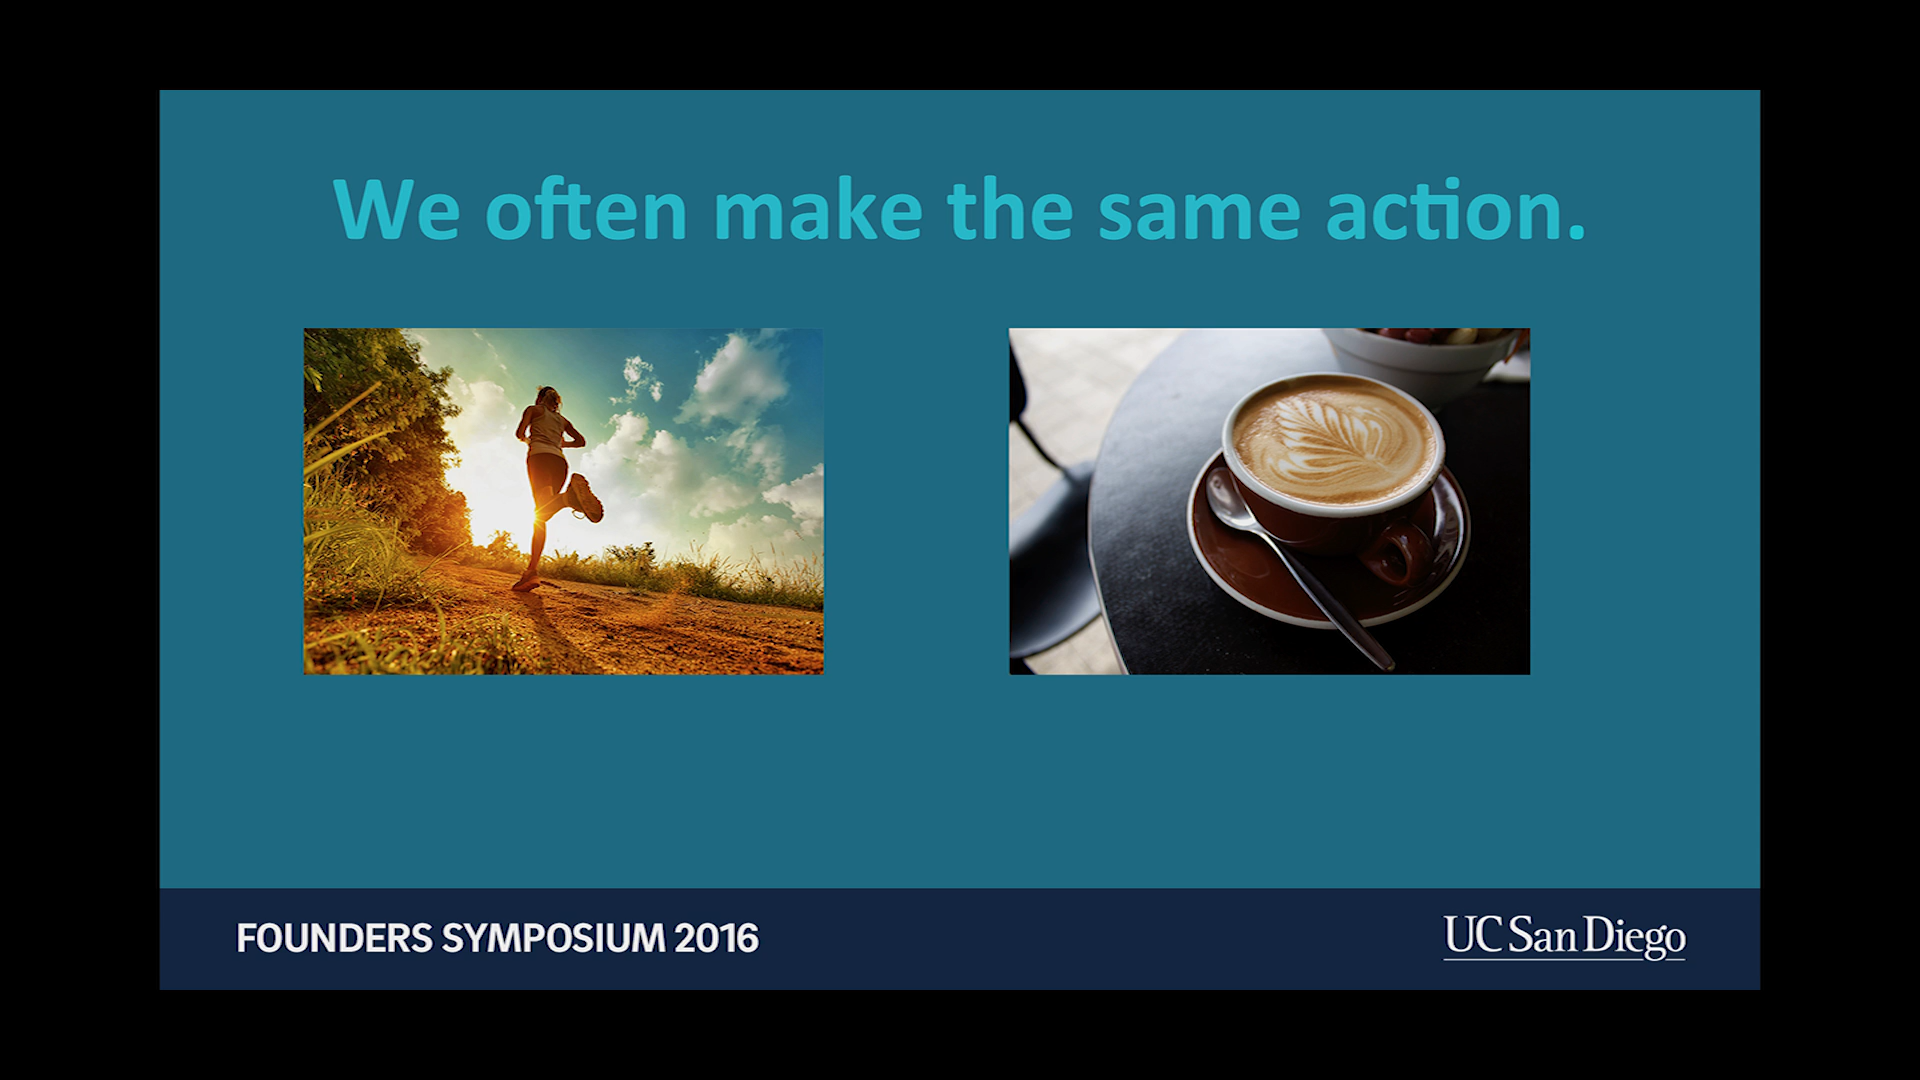 We often make the same action.
FOUNDERS SYMPOSIUM 2016
UC San Diego